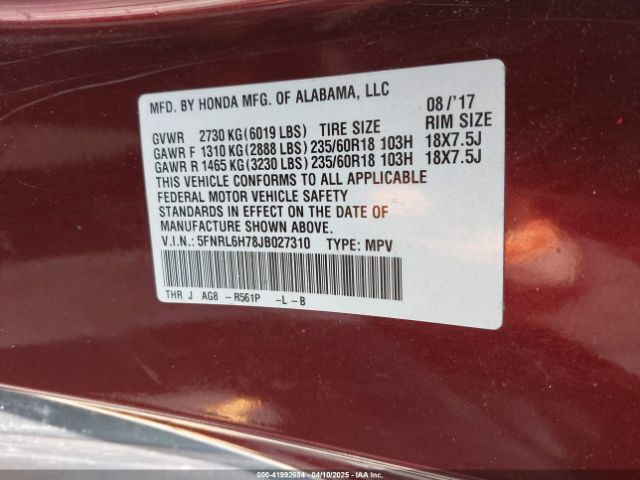 MFD. BY HONDA MFG. OF ALABAMA, LLC 08/'17
GVWR 2730 KG (6019 LBS) TIRE SIZE RIM SIZE
GAWR F 1310 KG (2888 LBS) 235/60R18 103H 18X7.5J
GAWR R 1465 KG (3230 LBS) 235/60R18 103H 18X7.5J
THIS VEHICLE CONFORMS TO ALL APPLICABLE
FEDERAL MOTOR VEHICLE SAFETY
STANDARDS IN EFFECT ON THE DATE OF
MANUFACTURE SHOWN ABOVE.
V.I.N.: 5FNRL6H78JB027310 TYPE: MPV
THR J AG8 – R561P –L–B
000-41992684 - 04/10/2025 - IAA Inc.